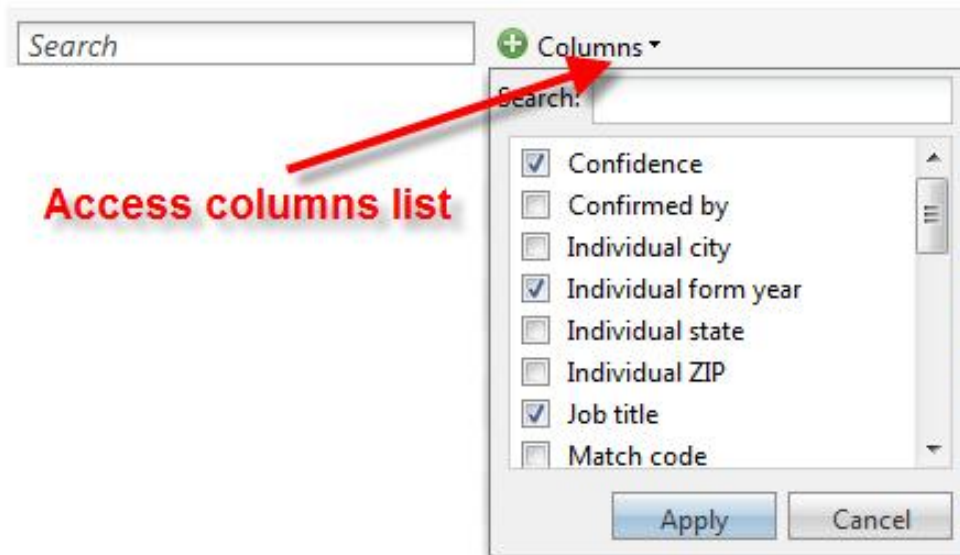 Search
Columns
Search:
Access columns list
Confidence
Confirmed by
Individual city
Individual form year
Individual state
Individual ZIP
Job title
Match code
Apply
Cancel